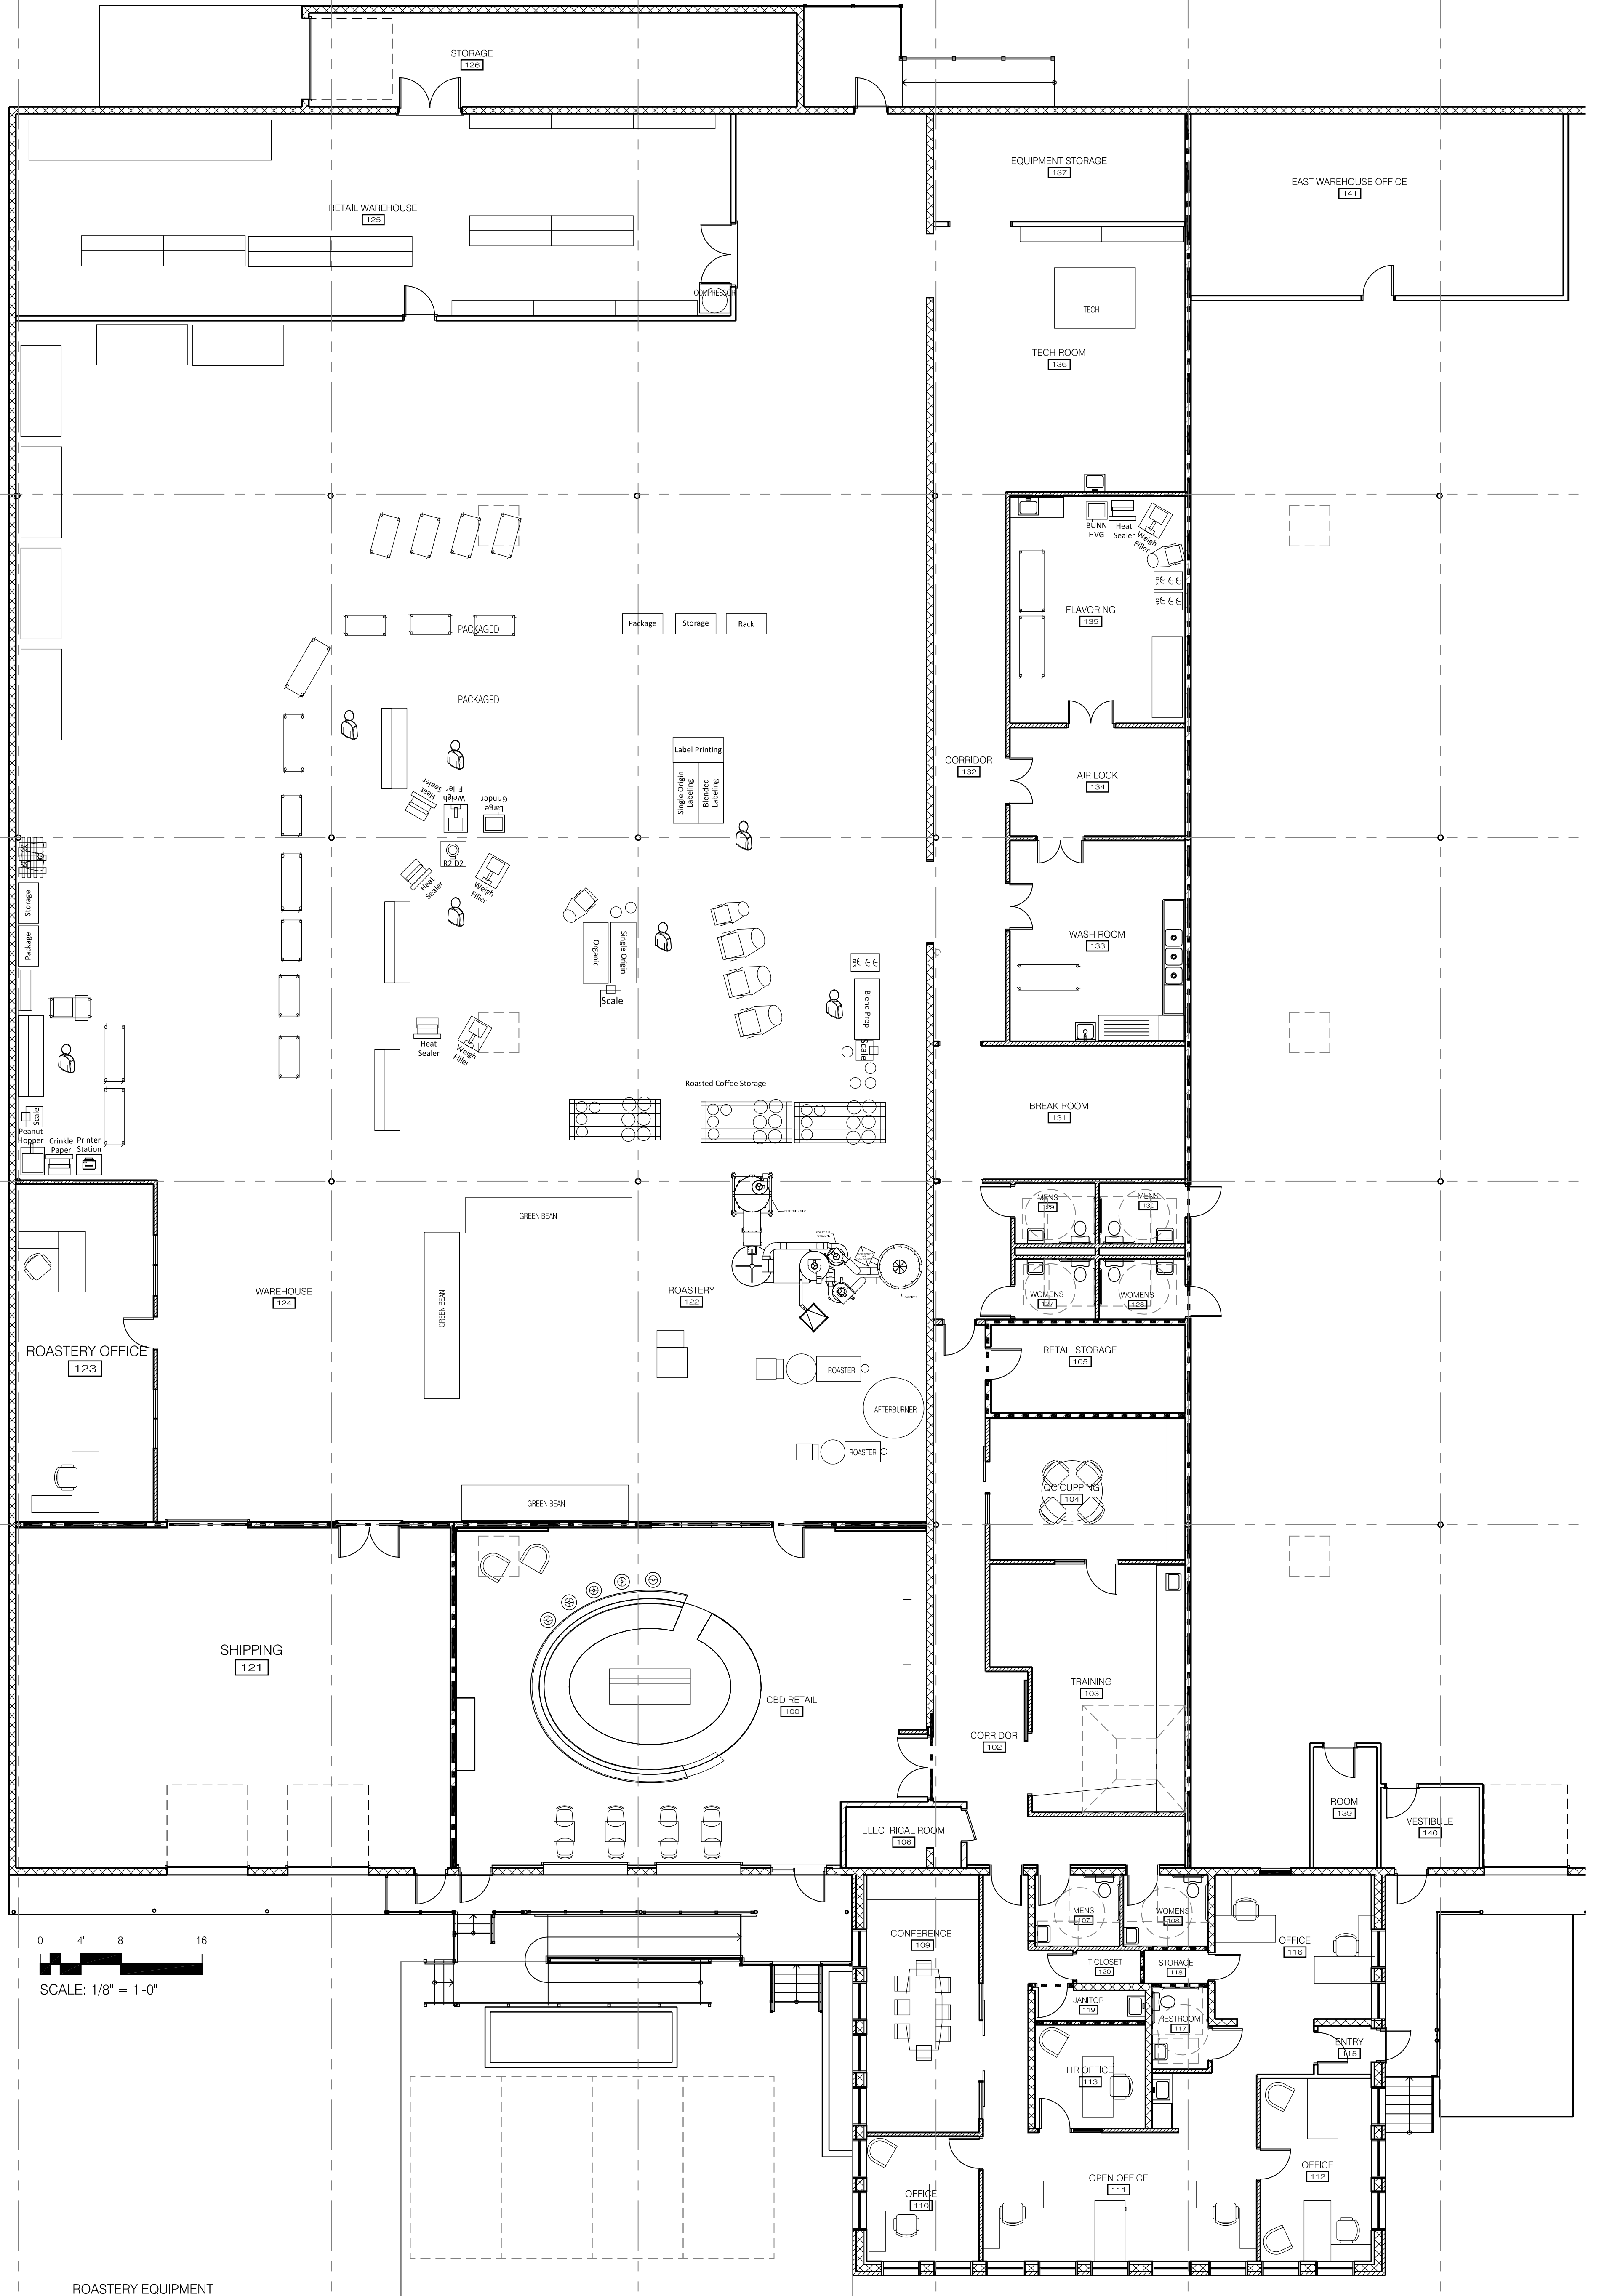 STORAGE
126
EQUIPMENT STORAGE
137
EAST WAREHOUSE OFFICE
141
RETAIL WAREHOUSE
125
COMPRESSOR
TECH
TECH ROOM
136
BUNN
HVG
Heat
Sealer
Weigh
Filler
FLAVORING
135
PACKAGED
Package
Storage
Rack
PACKAGED
Label Printing
Single Origin
Labeling
Blended
Labeling
CORRIDOR
132
AIR LOCK
134
Heat
Sealer
Weigh
Filler
Large
Grinder
R2 D2
Heat
Sealer
Weigh
Filler
Storage
Package
Organic
Single Origin
Scale
WASH ROOM
133
Blend Prep
Scale
Heat
Sealer
Weigh
Filler
Roasted Coffee Storage
BREAK ROOM
131
Scale
Peanut
Hopper
Crinkle
Paper
Printer
Station
MENS
129
MENS
130
GREEN BEAN
GREEN BEAN
WAREHOUSE
124
ROASTERY
122
WOMENS
127
WOMENS
128
ROASTERY OFFICE
123
RETAIL STORAGE
105
ROASTER
AFTERBURNER
ROASTER
QC CUPPING
104
GREEN BEAN
SHIPPING
121
CBD RETAIL
100
TRAINING
103
CORRIDOR
102
ROOM
139
VESTIBULE
140
ELECTRICAL ROOM
106
MENS
107
WOMENS
108
CONFERENCE
109
OFFICE
116
0 4' 8' 16'
SCALE: 1/8" = 1'-0"
IT CLOSET
120
STORAGE
118
JANITOR
119
RESTROOM
117
ENTRY
115
HR OFFICE
113
OFFICE
112
OPEN OFFICE
111
OFFICE
110
ROASTERY EQUIPMENT